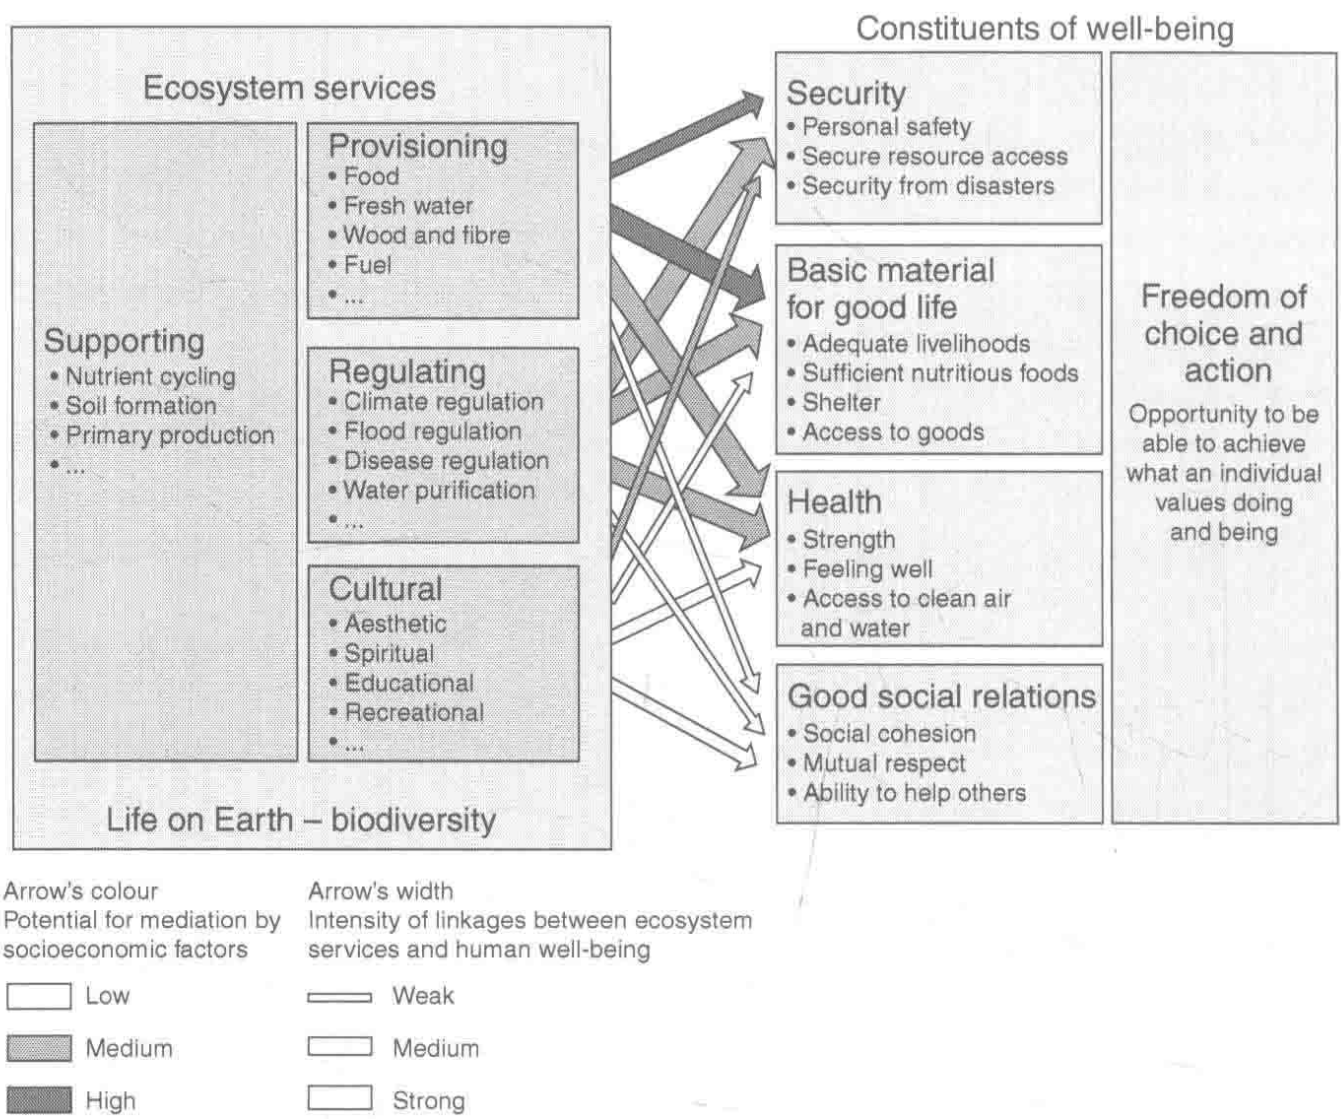 Constituents of well-being
Ecosystem services
Supporting
• Nutrient cycling
• Soil formation
• Primary production
• ...
Provisioning
• Food
• Fresh water
• Wood and fibre
• Fuel
• ...
Regulating
• Climate regulation
• Flood regulation
• Disease regulation
• Water purification
• ...
Cultural
• Aesthetic
• Spiritual
• Educational
• Recreational
• ...
Life on Earth – biodiversity
Security
• Personal safety
• Secure resource access
• Security from disasters
Basic material
for good life
• Adequate livelihoods
• Sufficient nutritious foods
• Shelter
• Access to goods
Health
• Strength
• Feeling well
• Access to clean air
and water
Good social relations
• Social cohesion
• Mutual respect
• Ability to help others
Freedom of
choice and
action
Opportunity to be
able to achieve
what an individual
values doing
and being
Arrow's colour
Potential for mediation by
socioeconomic factors
Low
Medium
High
Arrow's width
Intensity of linkages between ecosystem
services and human well-being
Weak
Medium
Strong